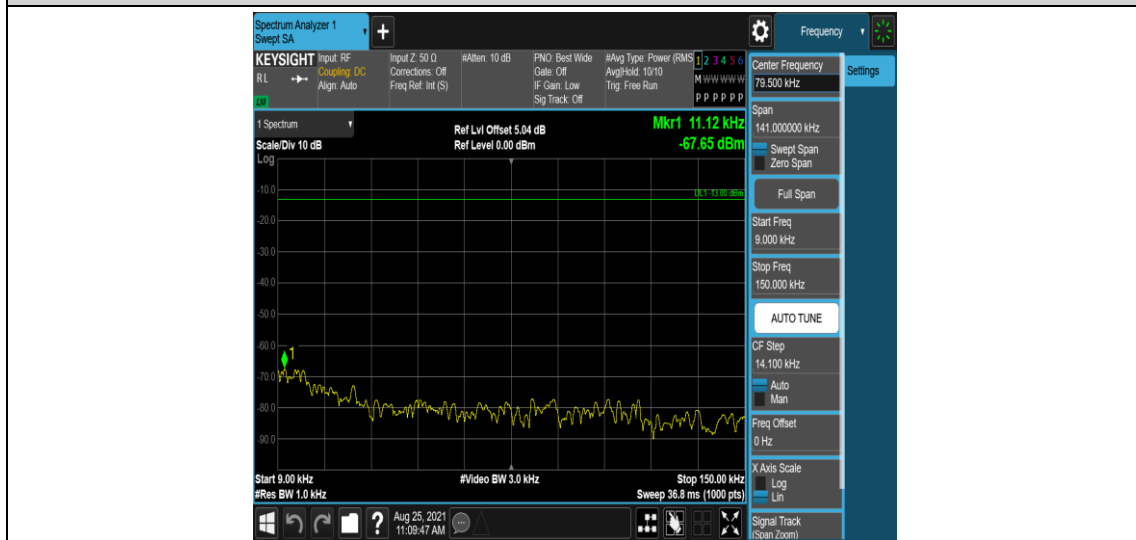 Spectrum Analyzer 1
Swept SA
+
Frequency
KEYSIGHT
RL
LXI
Input: RF
Coupling: DC
Align: Auto
Input Z: 50 Ω
Corrections: Off
Freq Ref: Int (S)
#Atten: 10 dB
PNO: Best Wide
Gate: Off
IF Gain: Low
Sig Track: Off
#Avg Type: Power (RMS
Avg|Hold: 10/10
Trig: Free Run
1 2 3 4 5 6
M W W W W W
P P P P P P
1 Spectrum
Scale/Div 10 dB
Ref Lvl Offset 5.04 dB
Ref Level 0.00 dBm
Mkr1 11.12 kHz
-67.65 dBm
Log
DL1 -13.00 dBm
-10.0
-20.0
-30.0
-40.0
-50.0
-60.0
-70.0
-80.0
-90.0
1
Start 9.00 kHz
#Res BW 1.0 kHz
#Video BW 3.0 kHz
Stop 150.00 kHz
Sweep 36.8 ms (1000 pts)
Center Frequency
79.500 kHz
Settings
Span
141.000000 kHz
Swept Span
Zero Span
Full Span
Start Freq
9.000 kHz
Stop Freq
150.000 kHz
AUTO TUNE
CF Step
14.100 kHz
Auto
Man
Freq Offset
0 Hz
X Axis Scale
Log
Lin
Signal Track
(Span Zoom)
?
Aug 25, 2021
11:09:47 AM